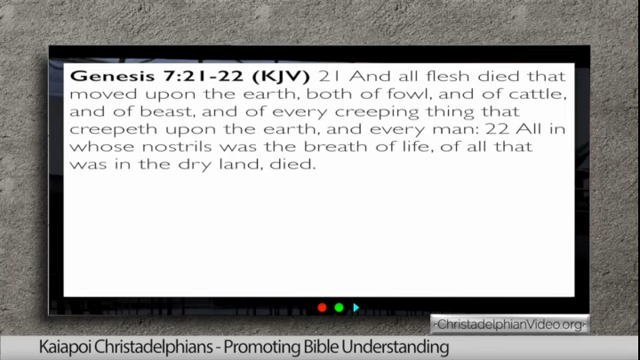 Genesis 7:21-22 (KJV) 21 And all flesh died that
moved upon the earth, both of fowl, and of cattle,
and of beast, and of every creeping thing that
creepeth upon the earth, and every man: 22 All in
whose nostrils was the breath of life, of all that
was in the dry land, died.
ChristadelphianVideo.org
Kaiapoi Christadelphians - Promoting Bible Understanding